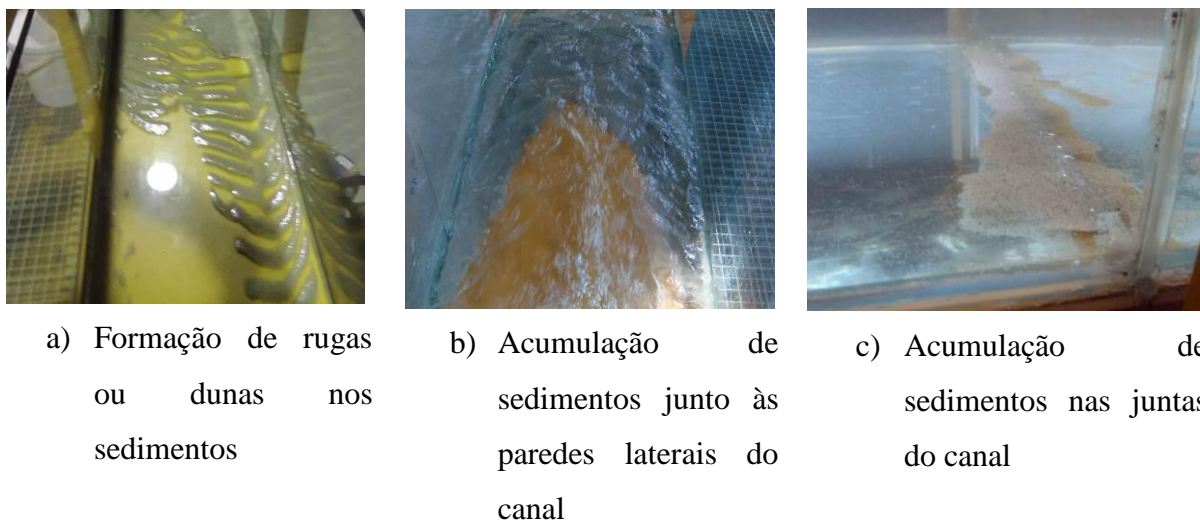 a) Formação de rugas
ou dunas nos
sedimentos
b) Acumulação de
sedimentos junto às
paredes laterais do
canal
c) Acumulação de
sedimentos nas juntas
do canal